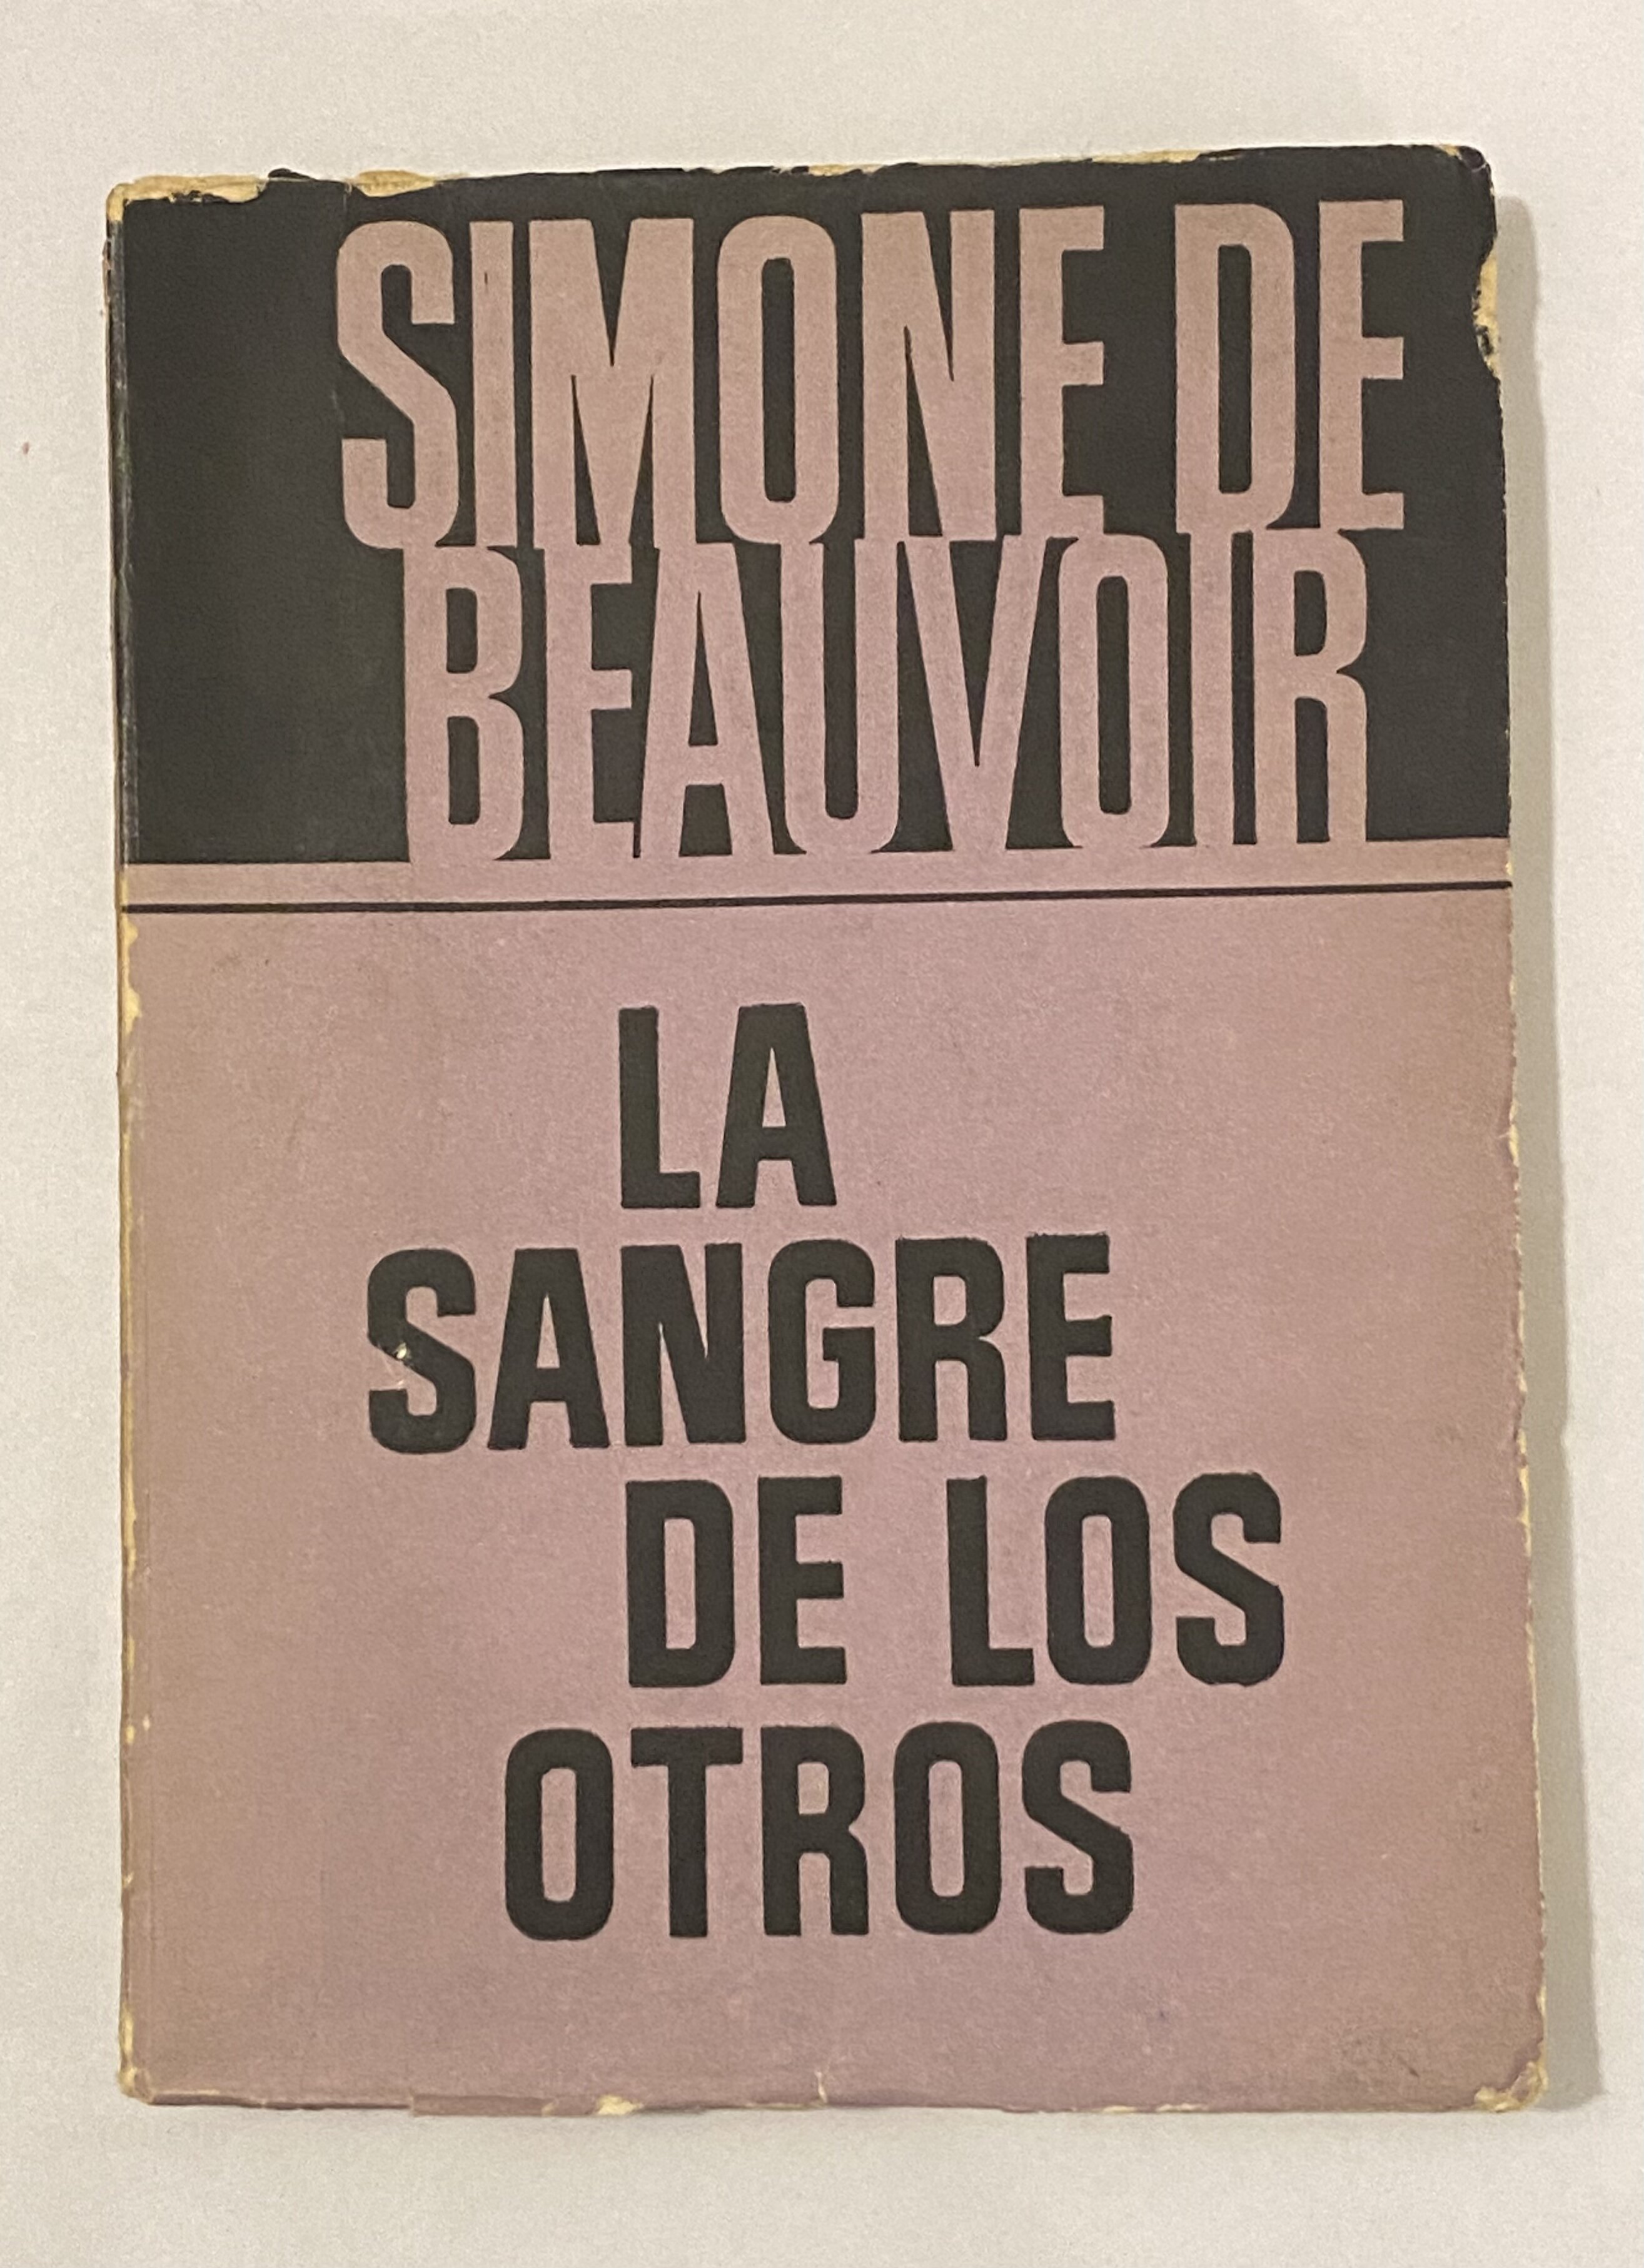 SIMONE DE
BEAUVOIR
LA
SANGRE
DE LOS
OTROS